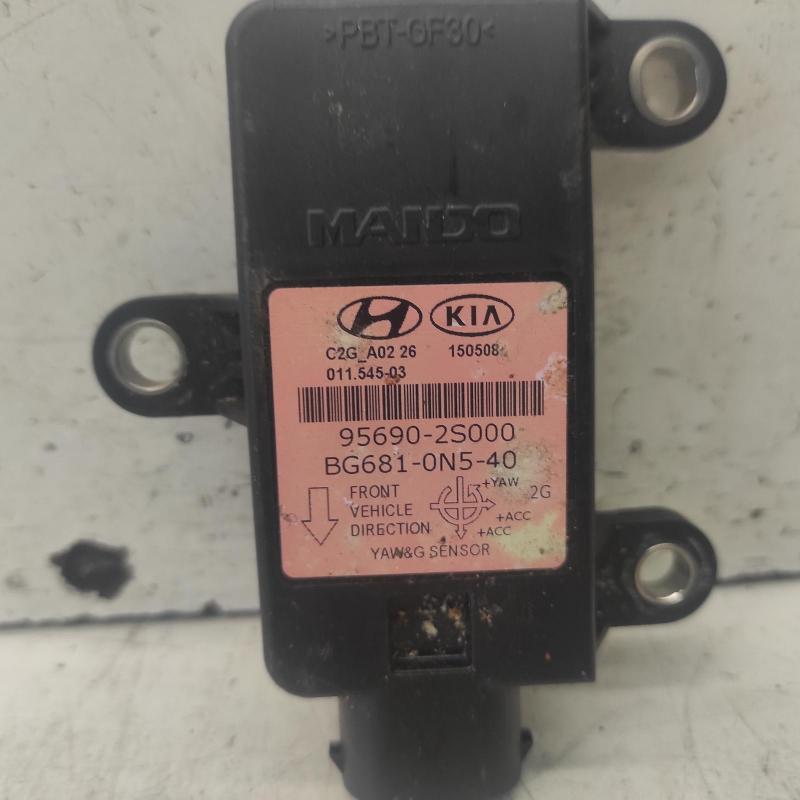 >PBT-GF30<
MANDO
KIA
C2G_A02 26 150508
011.545-03
95690-2S000
BG681-0N5-40
FRONT
VEHICLE
DIRECTION
+YAW
2G
+ACC
+ACC
YAW&G SENSOR